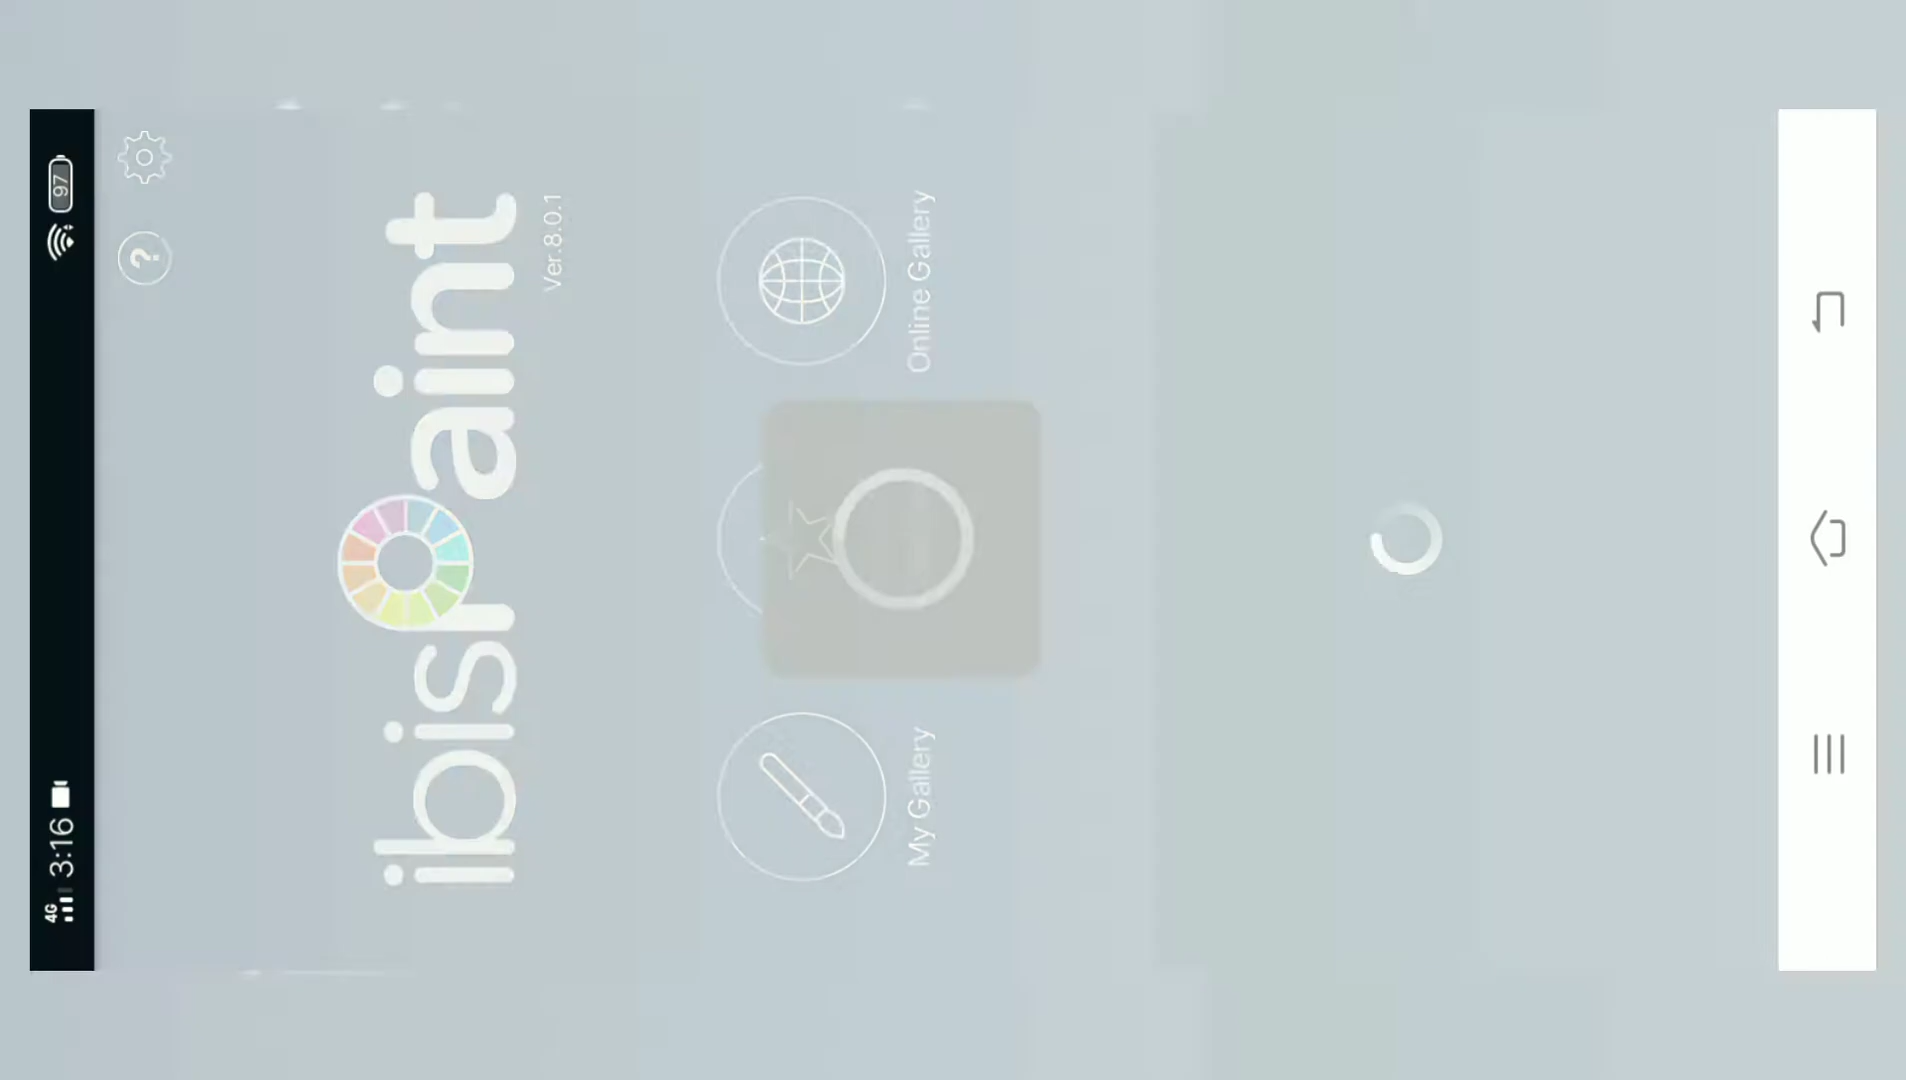 4G 3:16 97
?
ibisPaint
Ver.8.0.1
My Gallery
Online Gallery